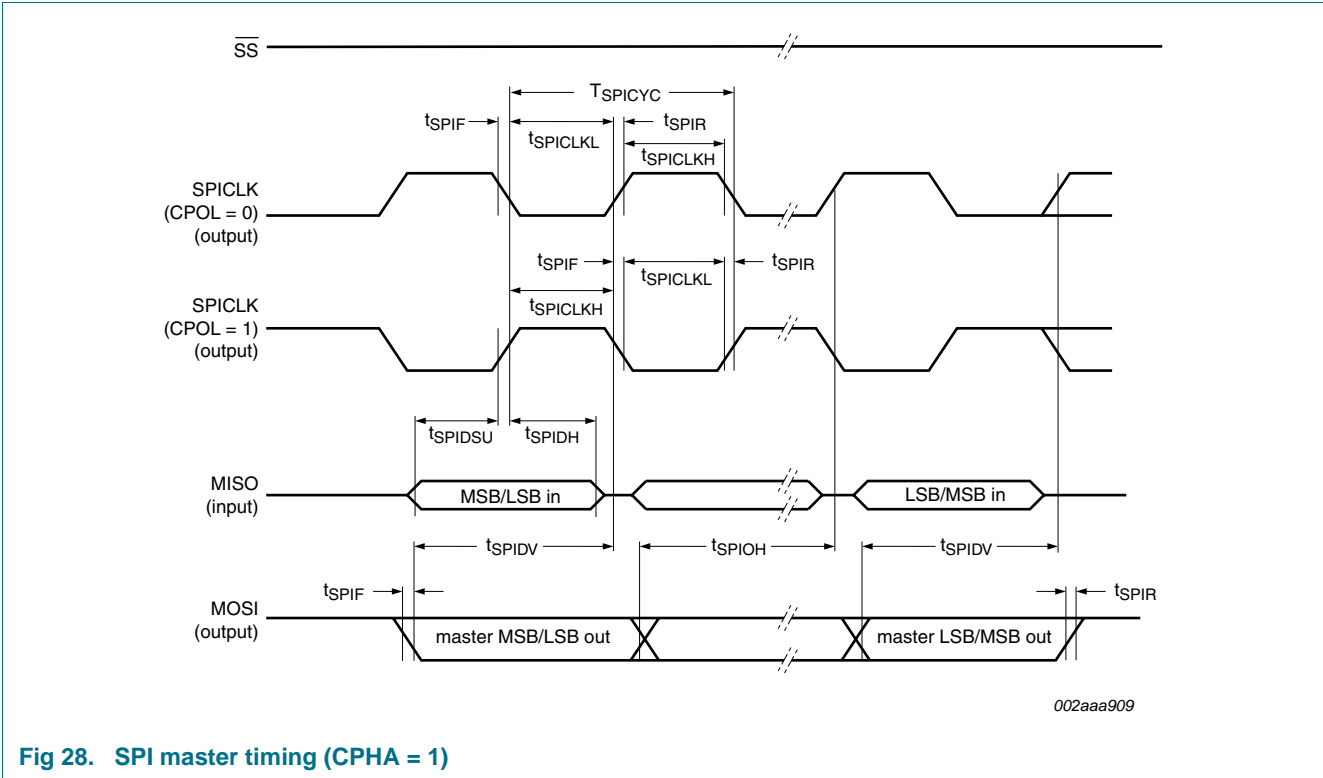 SS
TSPICYC
tSPIF
tSPIR
tSPICLKL
tSPICLKH
SPICLK
(CPOL = 0)
(output)
tSPIF
tSPIR
tSPICLKL
tSPICLKH
SPICLK
(CPOL = 1)
(output)
tSPIDSU
tSPIDH
MISO
(input)
MSB/LSB in
LSB/MSB in
tSPIDV
tSPIOH
tSPIDV
tSPIF
tSPIR
MOSI
(output)
master MSB/LSB out
master LSB/MSB out
002aaa909
Fig 28. SPI master timing (CPHA = 1)